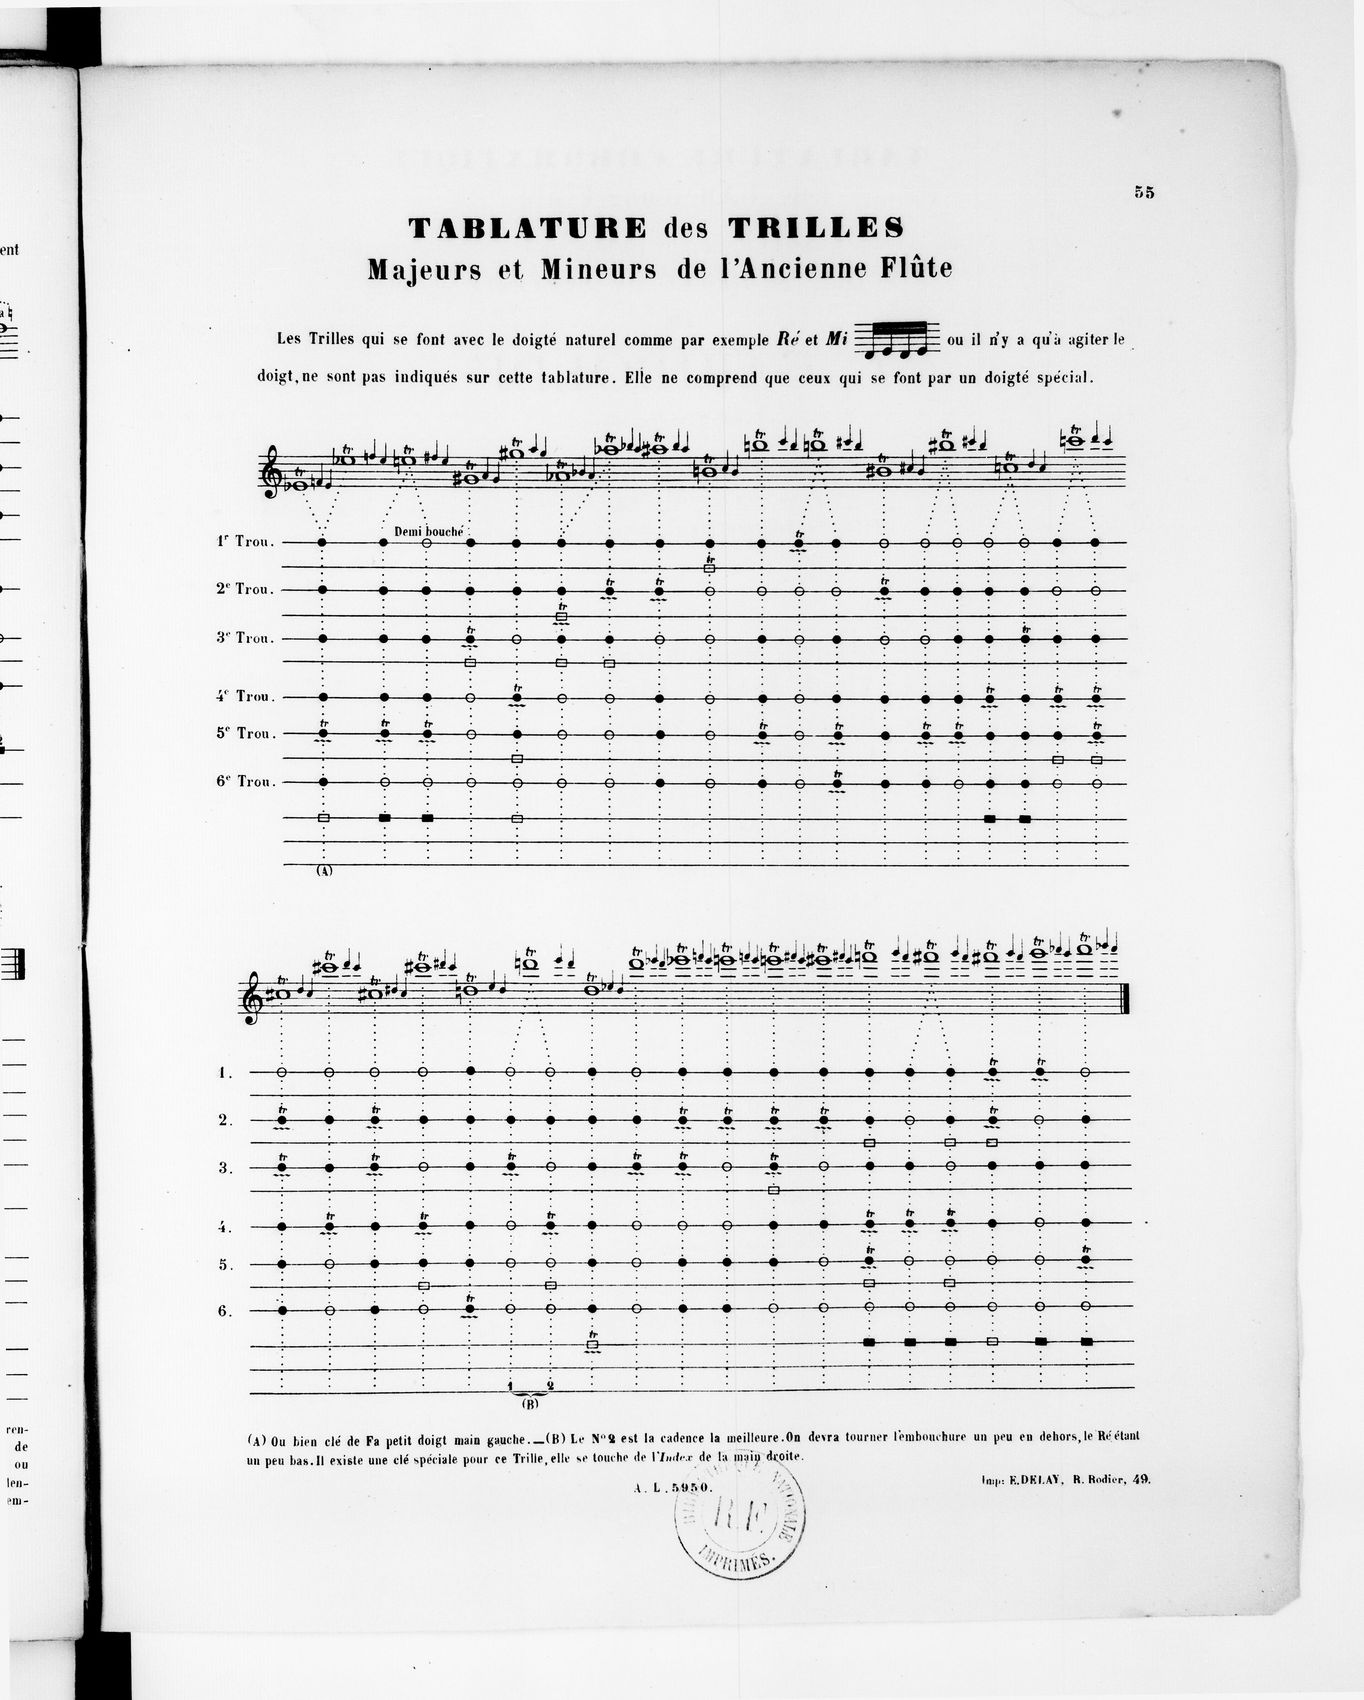 ent
55
TABLATURE des TRILLES
Majeurs et Mineurs de l'Ancienne Flûte
Les Trilles qui se font avec le doigté naturel comme par exemple Ré et Mi ou il n'y a qu'à agiter le
doigt, ne sont pas indiqués sur cette tablature. Elle ne comprend que ceux qui se font par un doigté spécial.
Demi bouché
1r Trou.
2e Trou.
3e Trou.
4e Trou.
5e Trou.
6e Trou.
(A)
1.
2.
3.
4.
5.
6.
1 2
(B)
(A) Ou bien clé de Fa petit doigt main gauche._(B) Le No 2 est la cadence la meilleure. On devra tourner l'embouchure un peu en dehors, le Ré étant
un peu bas. Il existe une clé spéciale pour ce Trille, elle se touche de l'Index de la main droite.
A. L. 5950.
Imp: E. DELAY, R. Rodier, 49.
R.F.
IMPRIMÉS.
ren-
de
ou
len-
em-